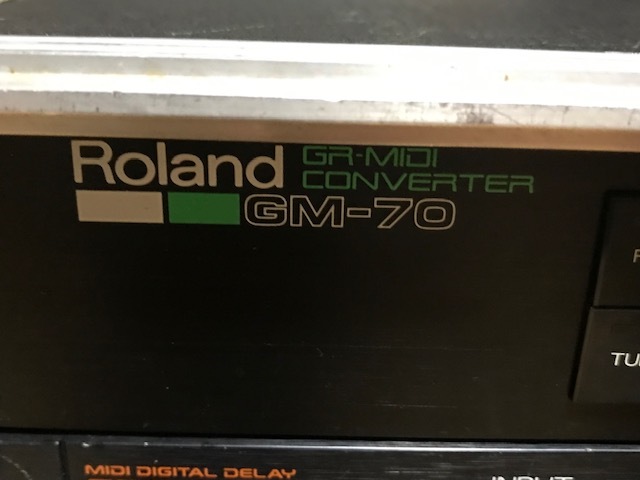 Roland GR-MIDI
CONVERTER
GM-70
MIDI DIGITAL DELAY